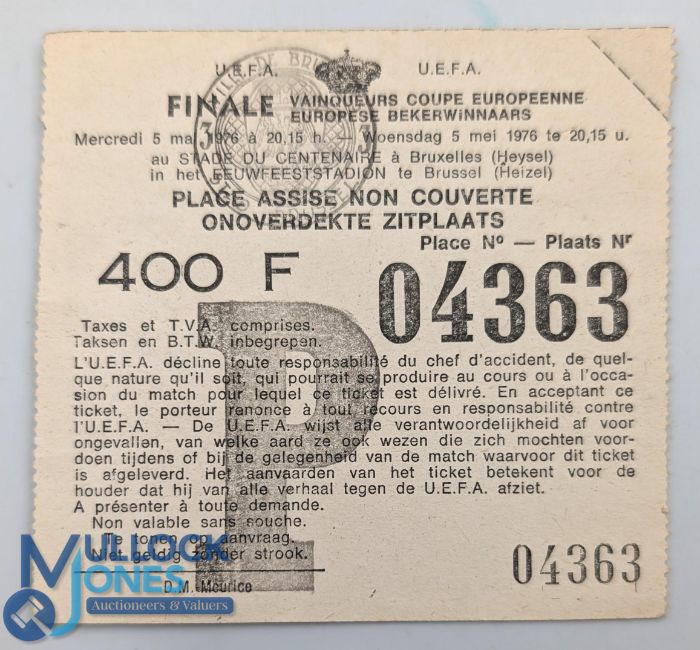 U.E.F.A. U.E.F.A.
FINALE VAINQUEURS COUPE EUROPEENNE
EUROPESE BEKERWINNAARS
Mercredi 5 mai 1976 à 20,15 h. — Woensdag 5 mei 1976 te 20,15 u.
au STADE DU CENTENAIRE à Bruxelles (Heysel)
in het EEUWFEESTSTADION te Brussel (Heizel)
PLACE ASSISE NON COUVERTE
ONOVERDEKTE ZITPLAATS
Place No — Plaats Nr
400 F 04363
Taxes et T.V.A. comprises.
Taksen en B.T.W. inbegrepen.
L'U.E.F.A. décline toute responsabilité du chef d'accident, de quel-
que nature qu'il soit, qui pourrait se produire au cours ou à l'occa-
sion du match pour lequel ce ticket est délivré. En acceptant ce
ticket, le porteur renonce à tout recours en responsabilité contre
l'U.E.F.A. — De U.E.F.A. wijst alle verantwoordelijkheid af voor
ongevallen, van welke aard ze ook wezen die zich mochten voor-
doen tijdens of bij de gelegenheid van de match waarvoor dit ticket
is afgeleverd. Het aanvaarden van het ticket betekent voor de
houder dat hij van alle verhaal tegen de U.E.F.A. afziet.
A présenter à toute demande.
Non valable sans souche.
Te tonen op aanvraag.
Niet geldig zonder strook.
P
04363
D.M. Meurice
MULLOCK
JONES
Auctioneers & Valuers